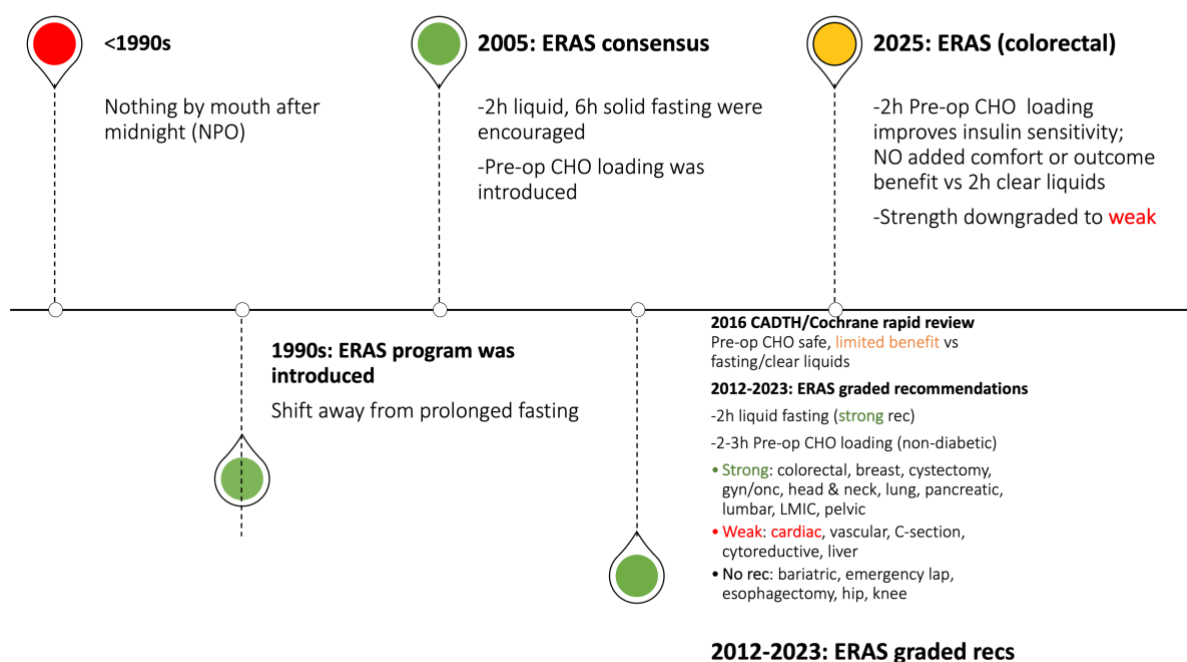 <1990s
Nothing by mouth after
midnight (NPO)
2005: ERAS consensus
-2h liquid, 6h solid fasting were
encouraged
-Pre-op CHO loading was
introduced
2025: ERAS (colorectal)
-2h Pre-op CHO  loading
improves insulin sensitivity;
NO added comfort or outcome
benefit vs 2h clear liquids
-Strength downgraded to weak
1990s: ERAS program was
introduced
Shift away from prolonged fasting
2016 CADTH/Cochrane rapid review
Pre-op CHO safe, limited benefit vs
fasting/clear liquids
2012-2023: ERAS graded recommendations
-2h liquid fasting (strong rec)
-2-3h Pre-op CHO loading (non-diabetic)
• Strong: colorectal, breast, cystectomy,
gyn/onc, head & neck, lung, pancreatic,
lumbar, LMIC, pelvic
• Weak: cardiac, vascular, C-section,
cytoreductive, liver
• No rec: bariatric, emergency lap,
esophagectomy, hip, knee
2012-2023: ERAS graded recs